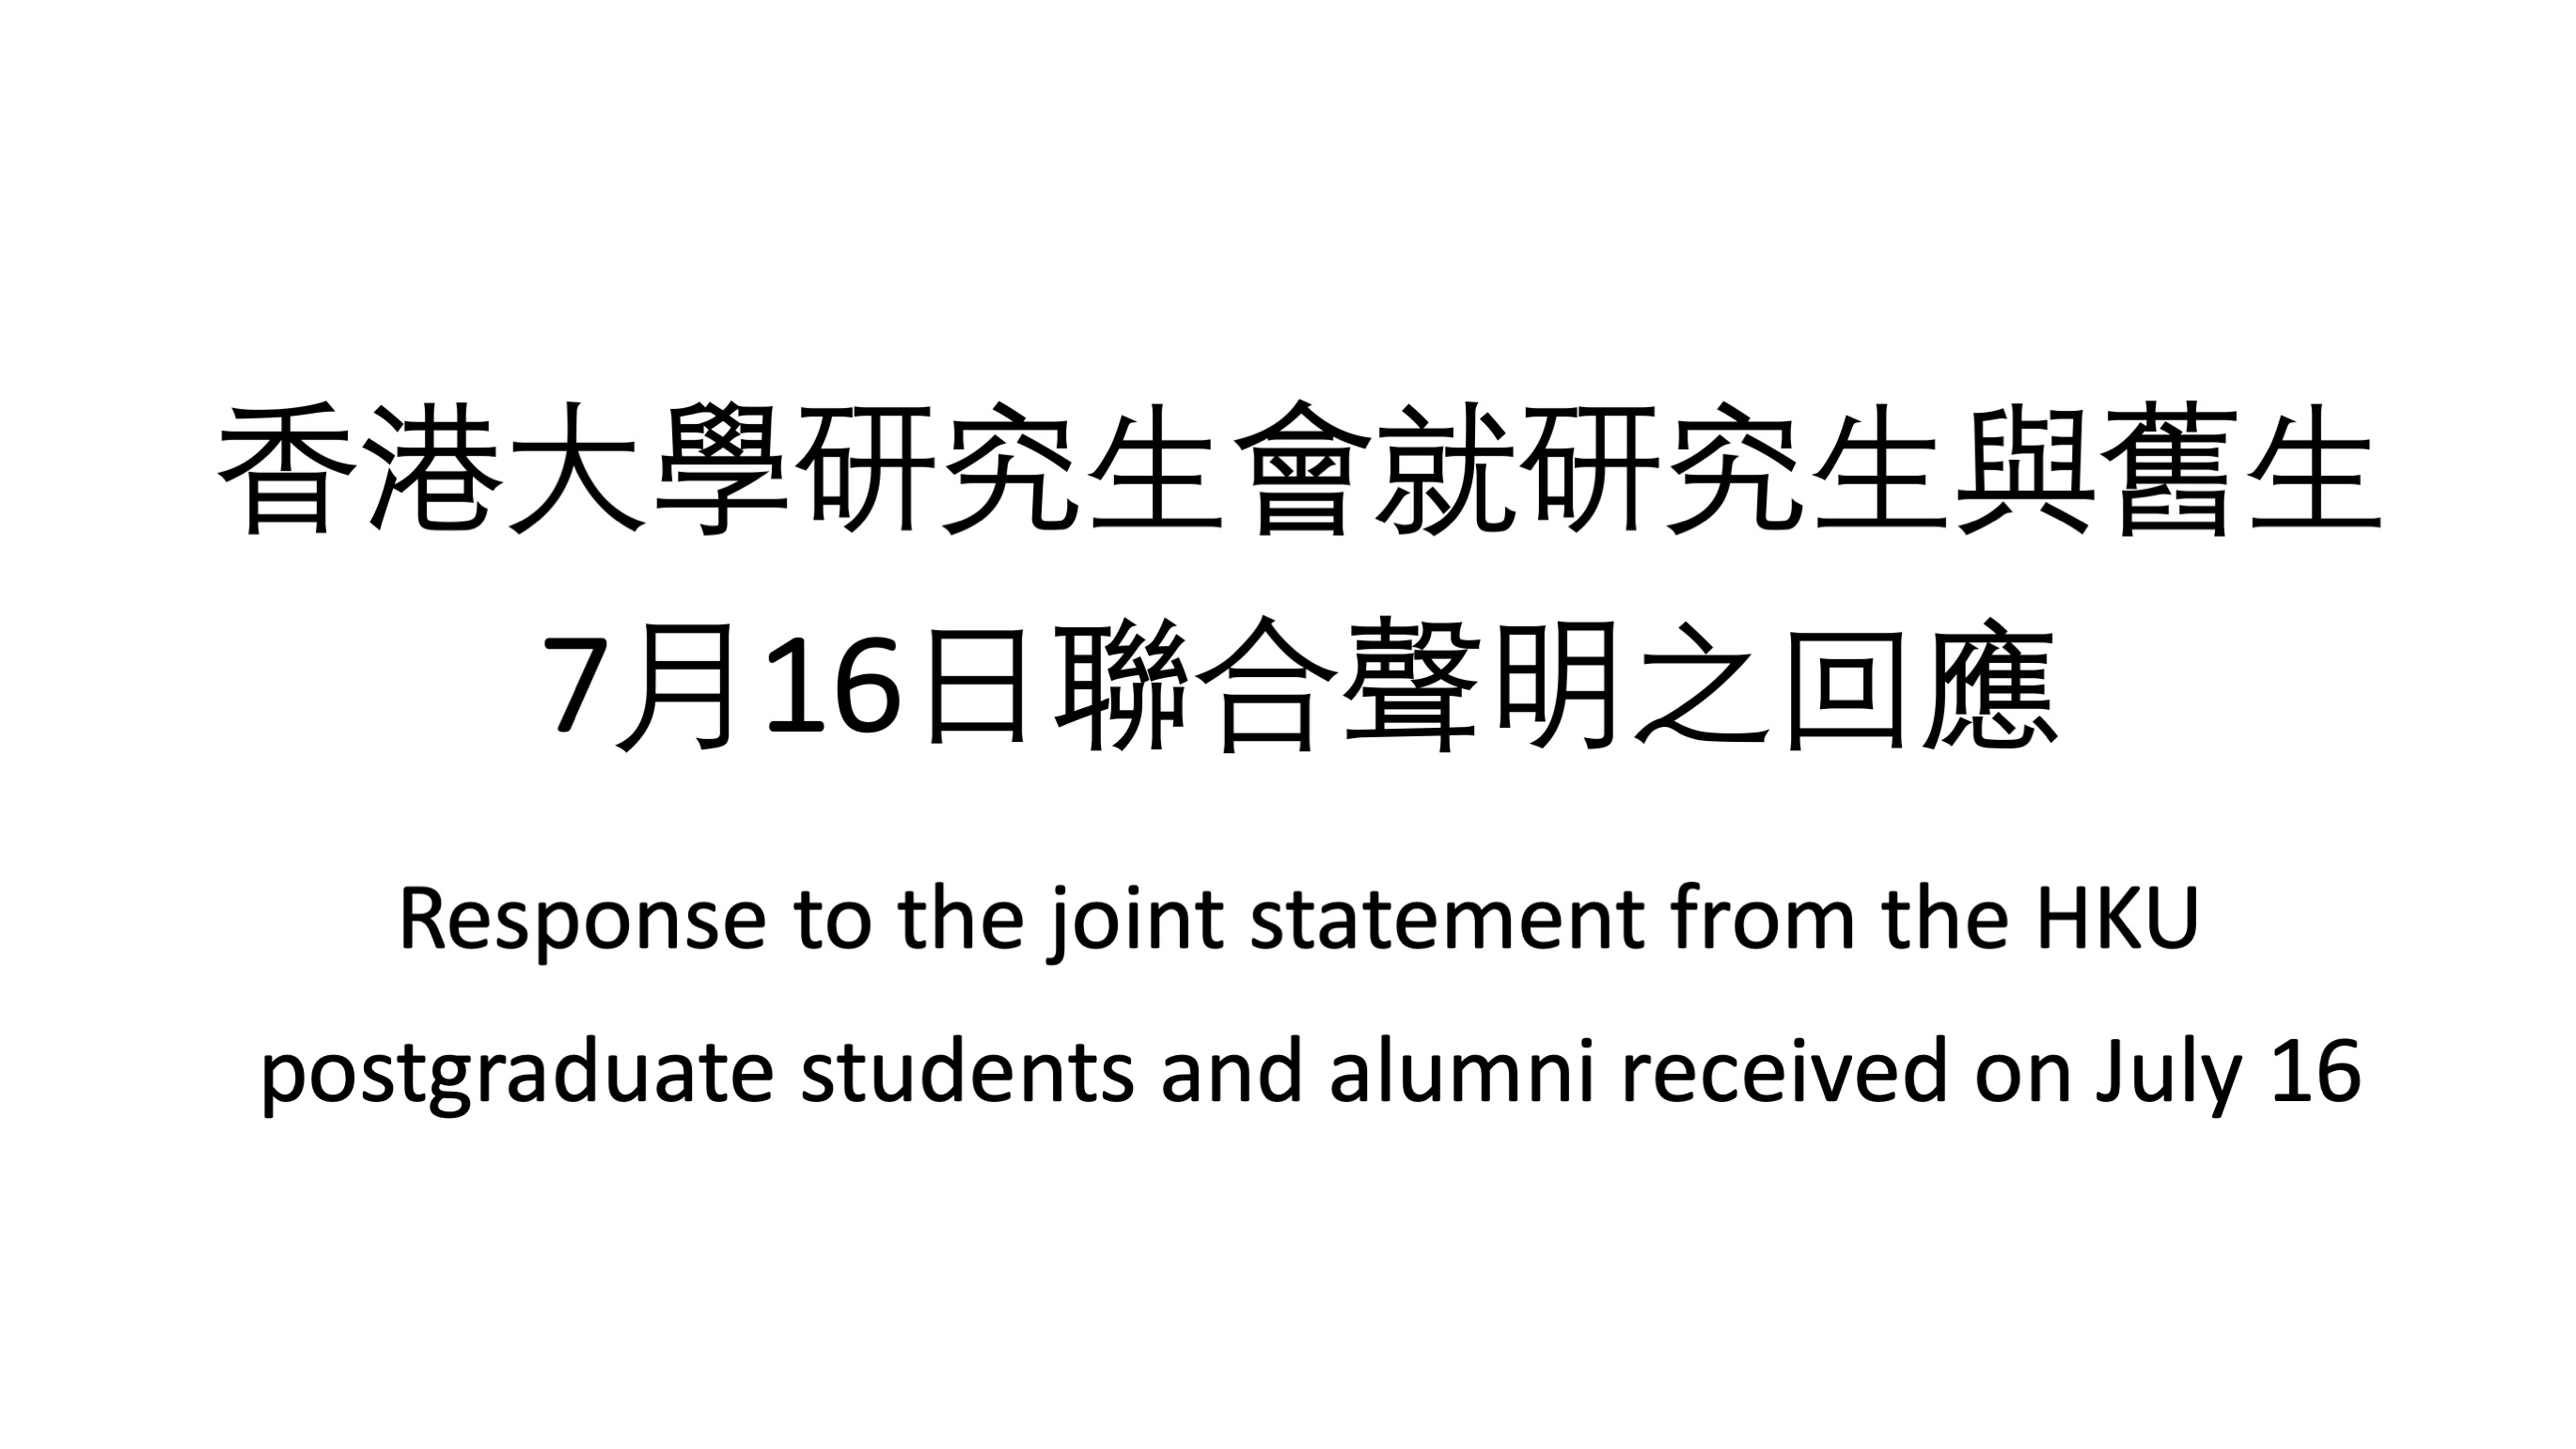 香港大學研究生會就研究生與舊生
7月16日聯合聲明之回應
Response to the joint statement from the HKU
postgraduate students and alumni received on July 16